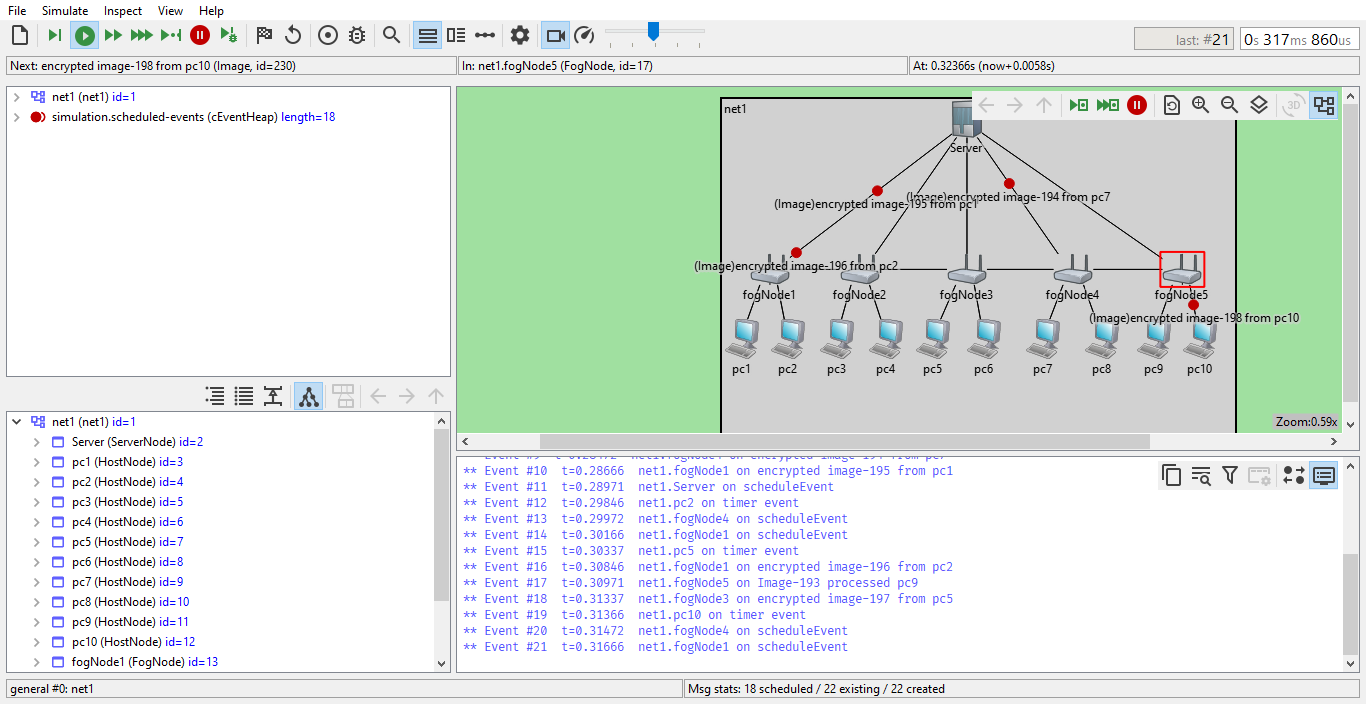 File Simulate Inspect View Help
last: #21 0s 317ms 860us
Next: encrypted image-198 from pc10 (Image, id=230) In: net1.fogNode5 (FogNode, id=17) At: 0.32366s (now+0.0058s)
net1 (net1) id=1
simulation.scheduled-events (cEventHeap) length=18
net1
3D
Server
(Image)encrypted image-195 from pc1
(Image)encrypted image-194 from pc7
(Image)encrypted image-196 from pc2
fogNode1 fogNode2 fogNode3 fogNode4 fogNode5
(Image)encrypted image-198 from pc10
pc1 pc2 pc3 pc4 pc5 pc6 pc7 pc8 pc9 pc10
Zoom:0.59x
net1 (net1) id=1
Server (ServerNode) id=2
pc1 (HostNode) id=3
pc2 (HostNode) id=4
pc3 (HostNode) id=5
pc4 (HostNode) id=6
pc5 (HostNode) id=7
pc6 (HostNode) id=8
pc7 (HostNode) id=9
pc8 (HostNode) id=10
pc9 (HostNode) id=11
pc10 (HostNode) id=12
fogNode1 (FogNode) id=13
** Event #10 t=0.28666 net1.fogNode1 on encrypted image-195 from pc1
** Event #11 t=0.28971 net1.Server on scheduleEvent
** Event #12 t=0.29846 net1.pc2 on timer event
** Event #13 t=0.29972 net1.fogNode4 on scheduleEvent
** Event #14 t=0.30166 net1.fogNode1 on scheduleEvent
** Event #15 t=0.30337 net1.pc5 on timer event
** Event #16 t=0.30846 net1.fogNode1 on encrypted image-196 from pc2
** Event #17 t=0.30971 net1.fogNode5 on Image-193 processed pc9
** Event #18 t=0.31337 net1.fogNode3 on encrypted image-197 from pc5
** Event #19 t=0.31366 net1.pc10 on timer event
** Event #20 t=0.31472 net1.fogNode4 on scheduleEvent
** Event #21 t=0.31666 net1.fogNode1 on scheduleEvent
general #0: net1 Msg stats: 18 scheduled / 22 existing / 22 created